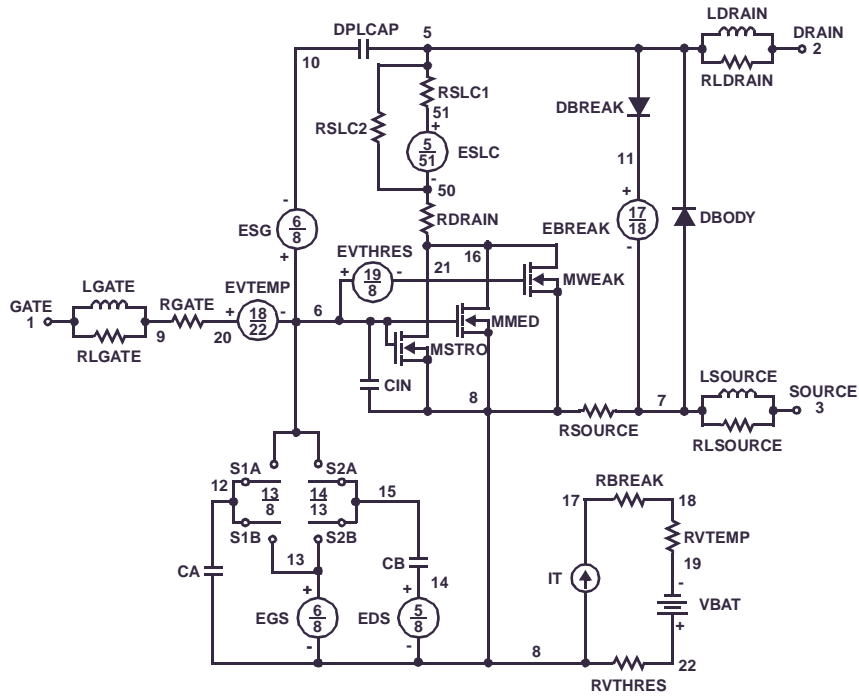 LDRAIN
DPLCAP
5
DRAIN
2
10
RLDRAIN
RSLC1
51
+
DBREAK
RSLC2
5
51
ESLC
-
50
11
-
ESG
6
8
+
RDRAIN
+
EBREAK
17
18
-
DBODY
EVTHRES
+
19
8
-
21
16
MWEAK
LGATE
EVTEMP
GATE
1
RGATE
+
18
22
-
6
9
20
MMED
MSTRO
RLGATE
CIN
8
7
LSOURCE
SOURCE
3
RSOURCE
RLSOURCE
S1A
S2A
12
13
8
14
13
15
S1B
S2B
13
RBREAK
17
18
RVTEMP
CA
CB
19
+
+
14
IT
-
VBAT
EGS
6
8
EDS
5
8
+
-
-
8
22
RVTHRES